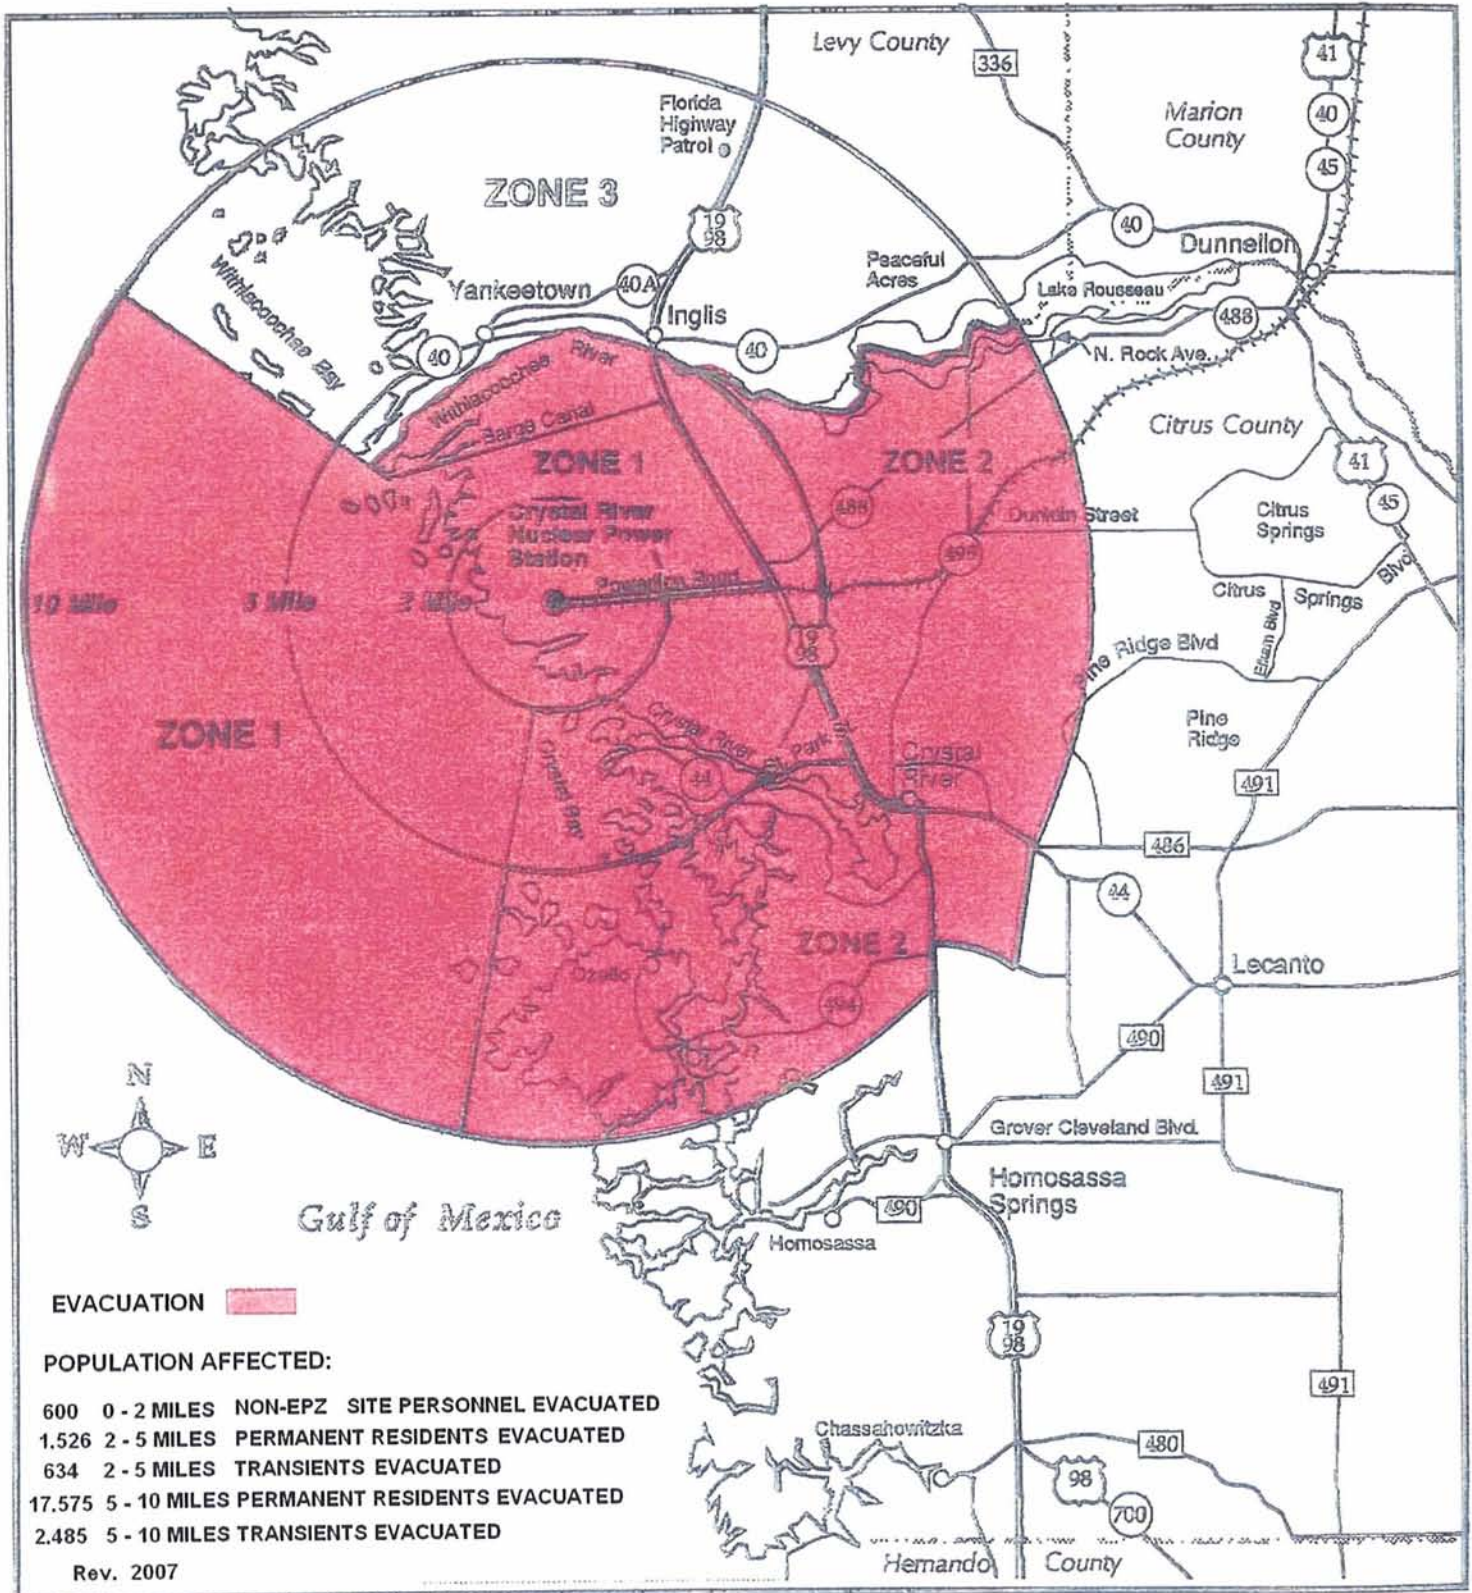 Levy County
336
41
40
45
Marion
County
Florida
Highway
Patrol
ZONE 3
19
98
40
Dunnellon
Peaceful
Acres
Yankeetown
40A
Lake Rousseau
Inglis
488
Withlacoochee Bay
40
40
N. Rock Ave.
Withlacoochee River
Barge Canal
Citrus County
ZONE 1
ZONE 2
41
45
488
Crystal River
Nuclear Power
Station
Dunklin Street
Citrus
Springs
495
Powerline Road
10 Mile
5 Mile
2 Mile
Citrus Springs Blvd.
Elkcam Blvd
19
98
Pine Ridge Blvd
ZONE 1
Crystal River
Park
Crystal
River
Pine
Ridge
Crystal Bay
44
491
486
44
ZONE 2
Ozello
Lecanto
494
490
491
N
W E
S
Grover Cleveland Blvd.
Homosassa
Springs
Gulf of Mexico
490
Homosassa
EVACUATION
19
98
POPULATION AFFECTED:
491
600 0 - 2 MILES NON-EPZ SITE PERSONNEL EVACUATED
1.526 2 - 5 MILES PERMANENT RESIDENTS EVACUATED
634 2 - 5 MILES TRANSIENTS EVACUATED
17.575 5 - 10 MILES PERMANENT RESIDENTS EVACUATED
2.485 5 - 10 MILES TRANSIENTS EVACUATED
Rev. 2007
Chassahowitzka
480
98
700
Hernando County